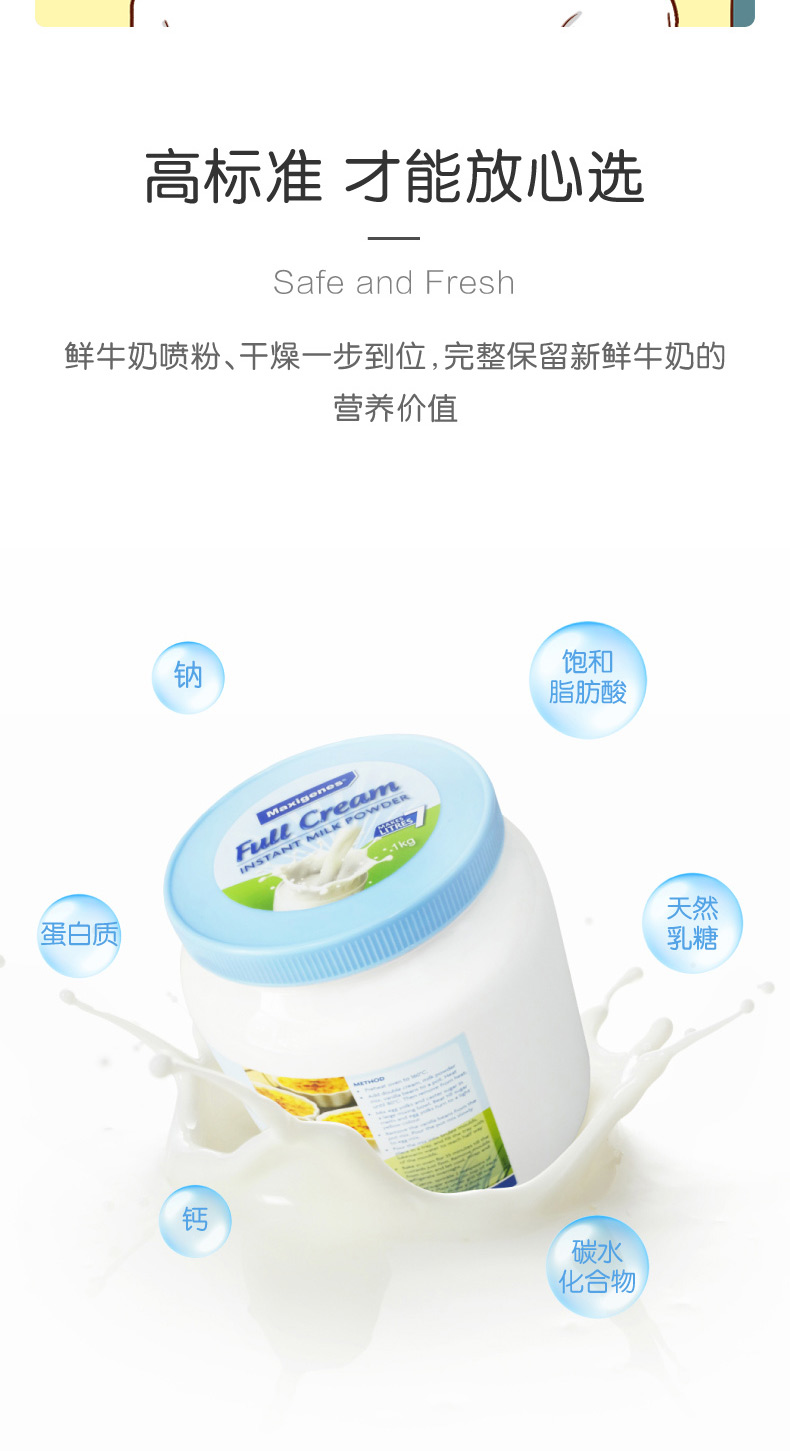 高标准 才能放心选
Safe and Fresh
鲜牛奶喷粉、干燥一步到位,完整保留新鲜牛奶的
营养价值
钠
饱和
脂肪酸
Maxigenes
Full Cream
INSTANT MILK POWDER
MAKES
LITRES
1kg
蛋白质
天然
乳糖
METHOD
钙
碳水
化合物